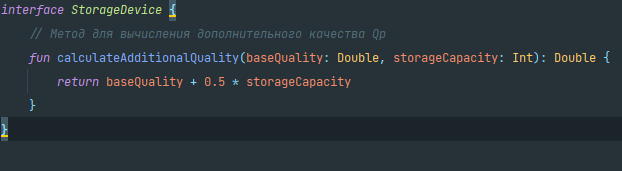 interface StorageDevice {
// Метод для вычисления дополнительного качества Qp
fun calculateAdditionalQuality(baseQuality: Double, storageCapacity: Int): Double {
return baseQuality + 0.5 * storageCapacity
}
}